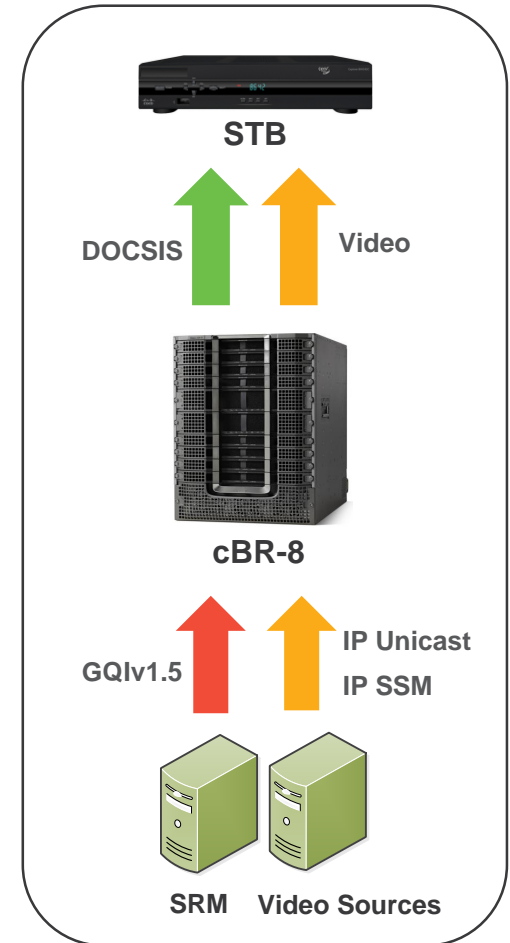 STB
DOCSIS
Video
cBR-8
GQIv1.5
IP Unicast
IP SSM
SRM
Video Sources